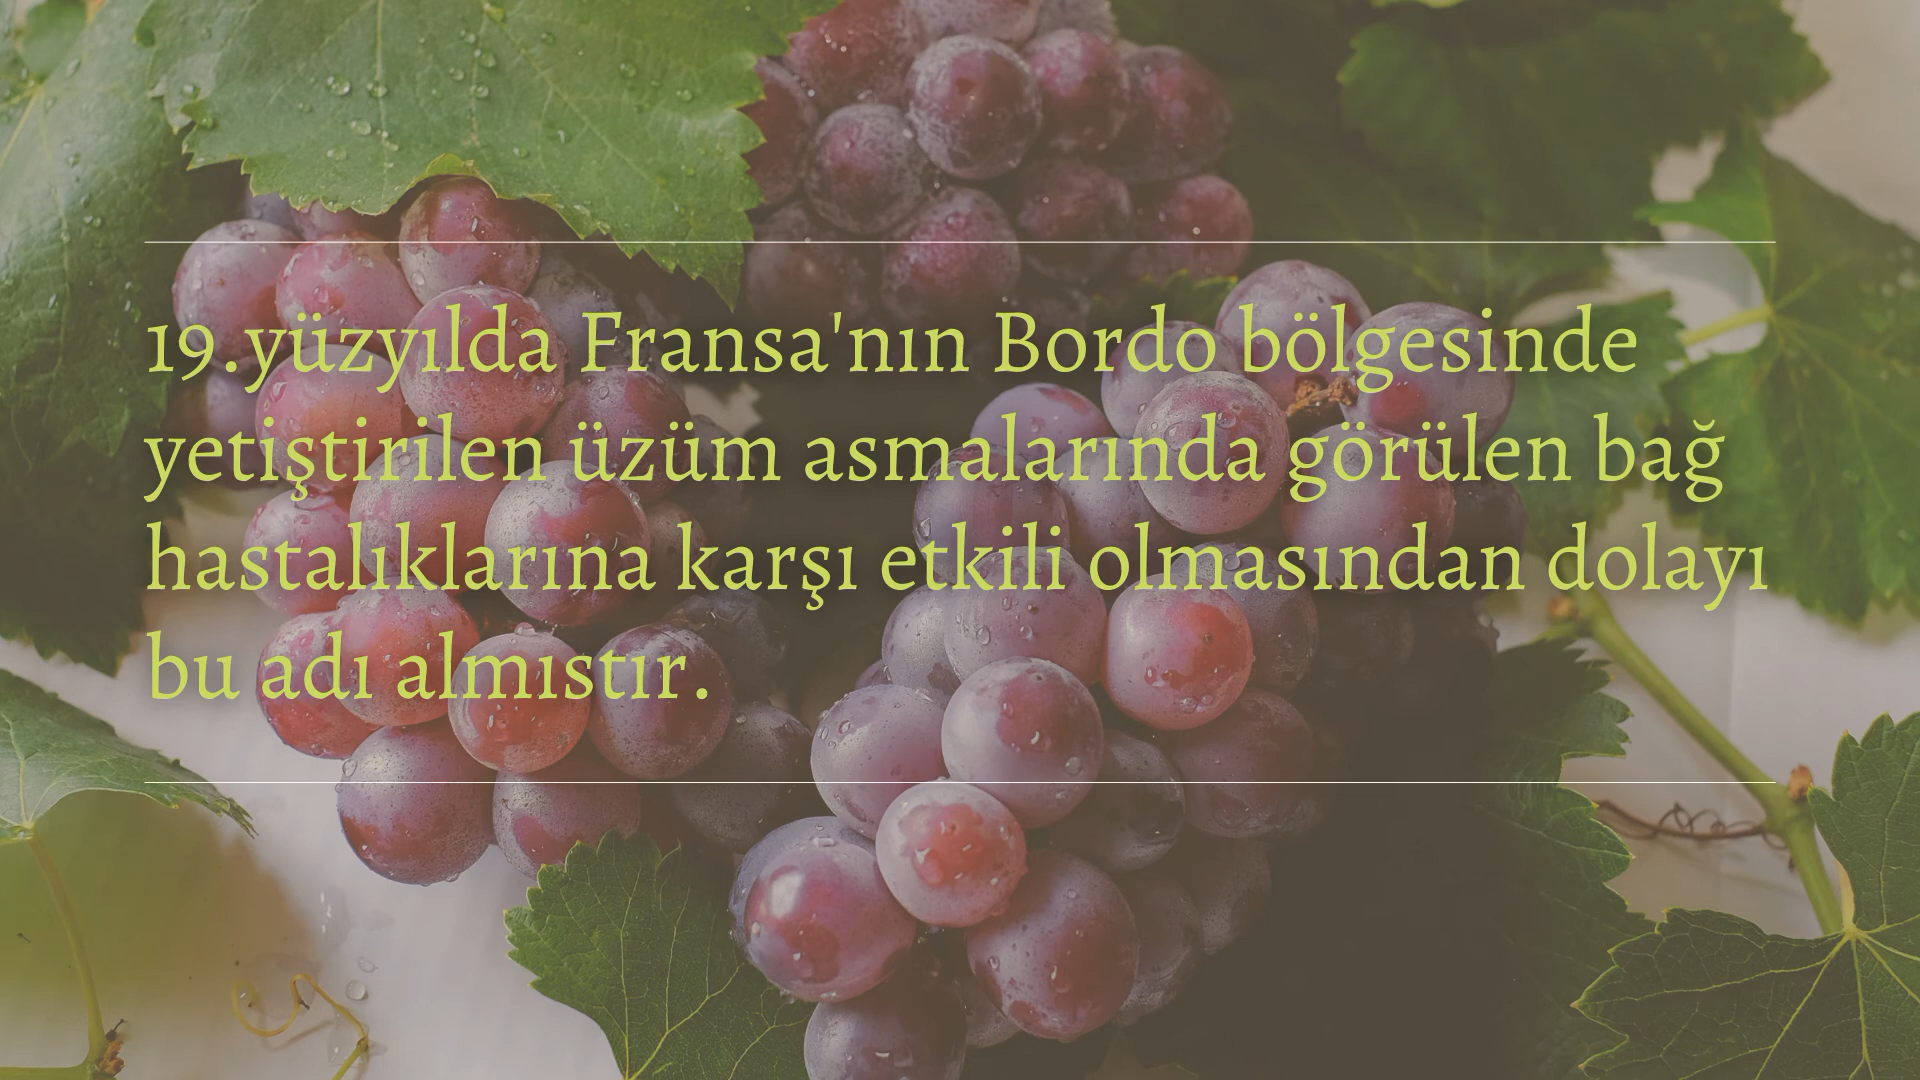 19.yüzyılda Fransa'nın Bordo bölgesinde
yetiştirilen üzüm asmalarında görülen bağ
hastalıklarına karşı etkili olmasından dolayı
bu adı almıstır.